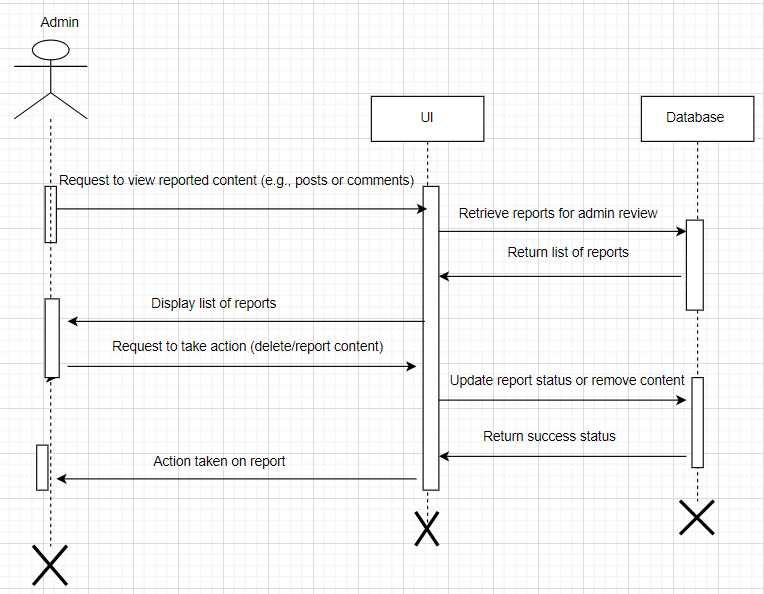 Admin
UI
Database
Request to view reported content (e.g., posts or comments)
Retrieve reports for admin review
Return list of reports
Display list of reports
Request to take action (delete/report content)
Update report status or remove content
Return success status
Action taken on report